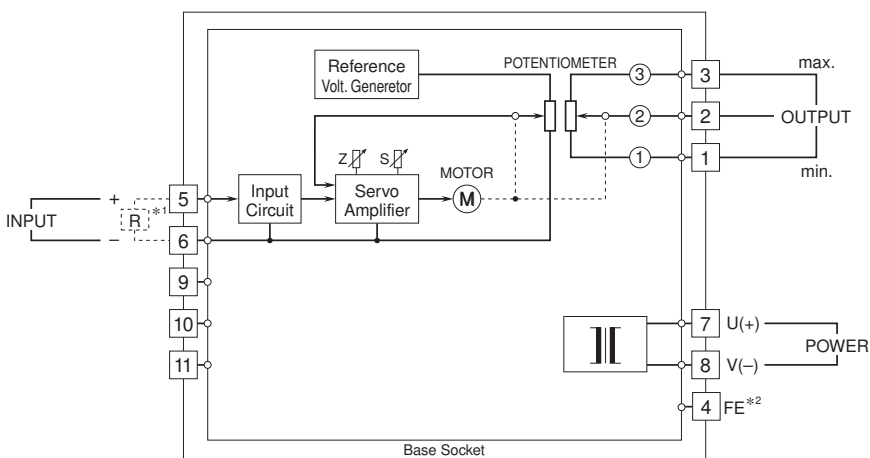 Reference
Volt. Generetor
POTENTIOMETER
3
3
max.
2
2
OUTPUT
1
1
min.
Z
S
MOTOR
INPUT
+
R
*1
–
5
6
Input
Circuit
Servo
Amplifier
M
9
10
11
7
U(+)
POWER
8
V(–)
4
FE*2
Base Socket